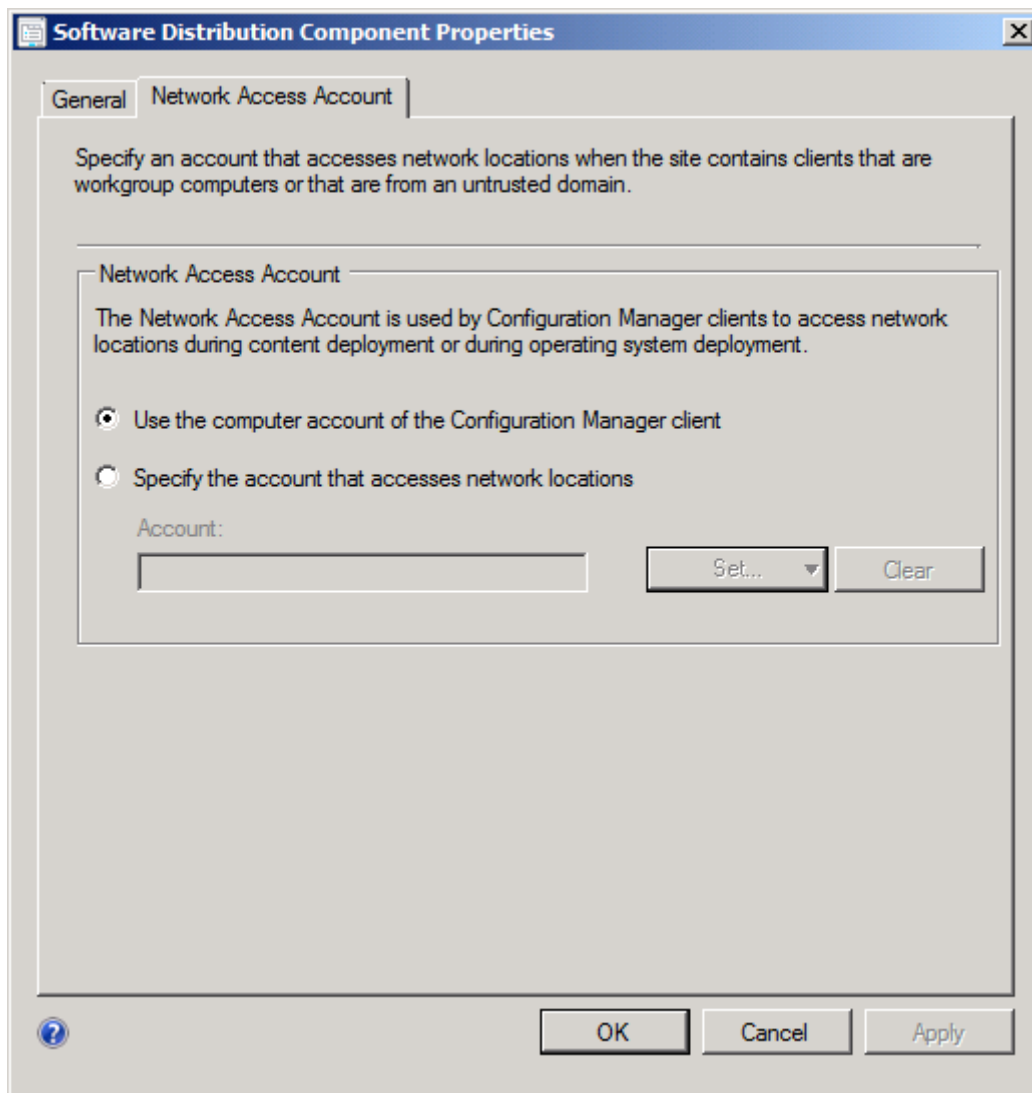 Software Distribution Component Properties
General
Network Access Account
Specify an account that accesses network locations when the site contains clients that are
workgroup computers or that are from an untrusted domain.
Network Access Account
The Network Access Account is used by Configuration Manager clients to access network
locations during content deployment or during operating system deployment.
Use the computer account of the Configuration Manager client
Specify the account that accesses network locations
Account:
Set...
Clear
OK
Cancel
Apply